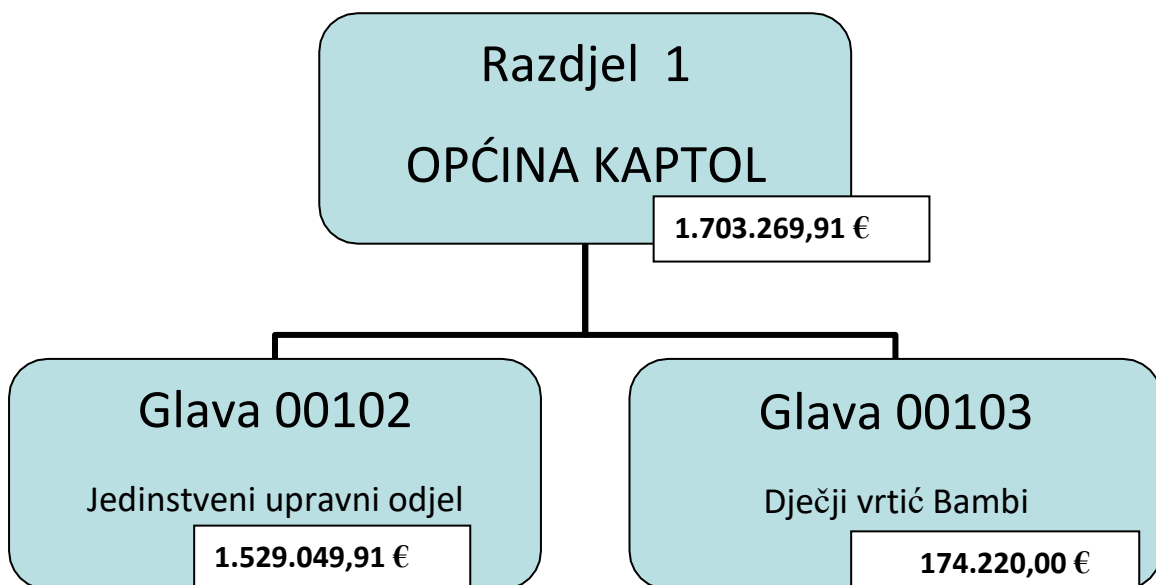 Razdjel 1
OPĆINA KAPTOL
1.703.269,91 €
Glava 00102
Jedinstveni upravni odjel
1.529.049,91 €
Glava 00103
Dječji vrtić Bambi
174.220,00 €